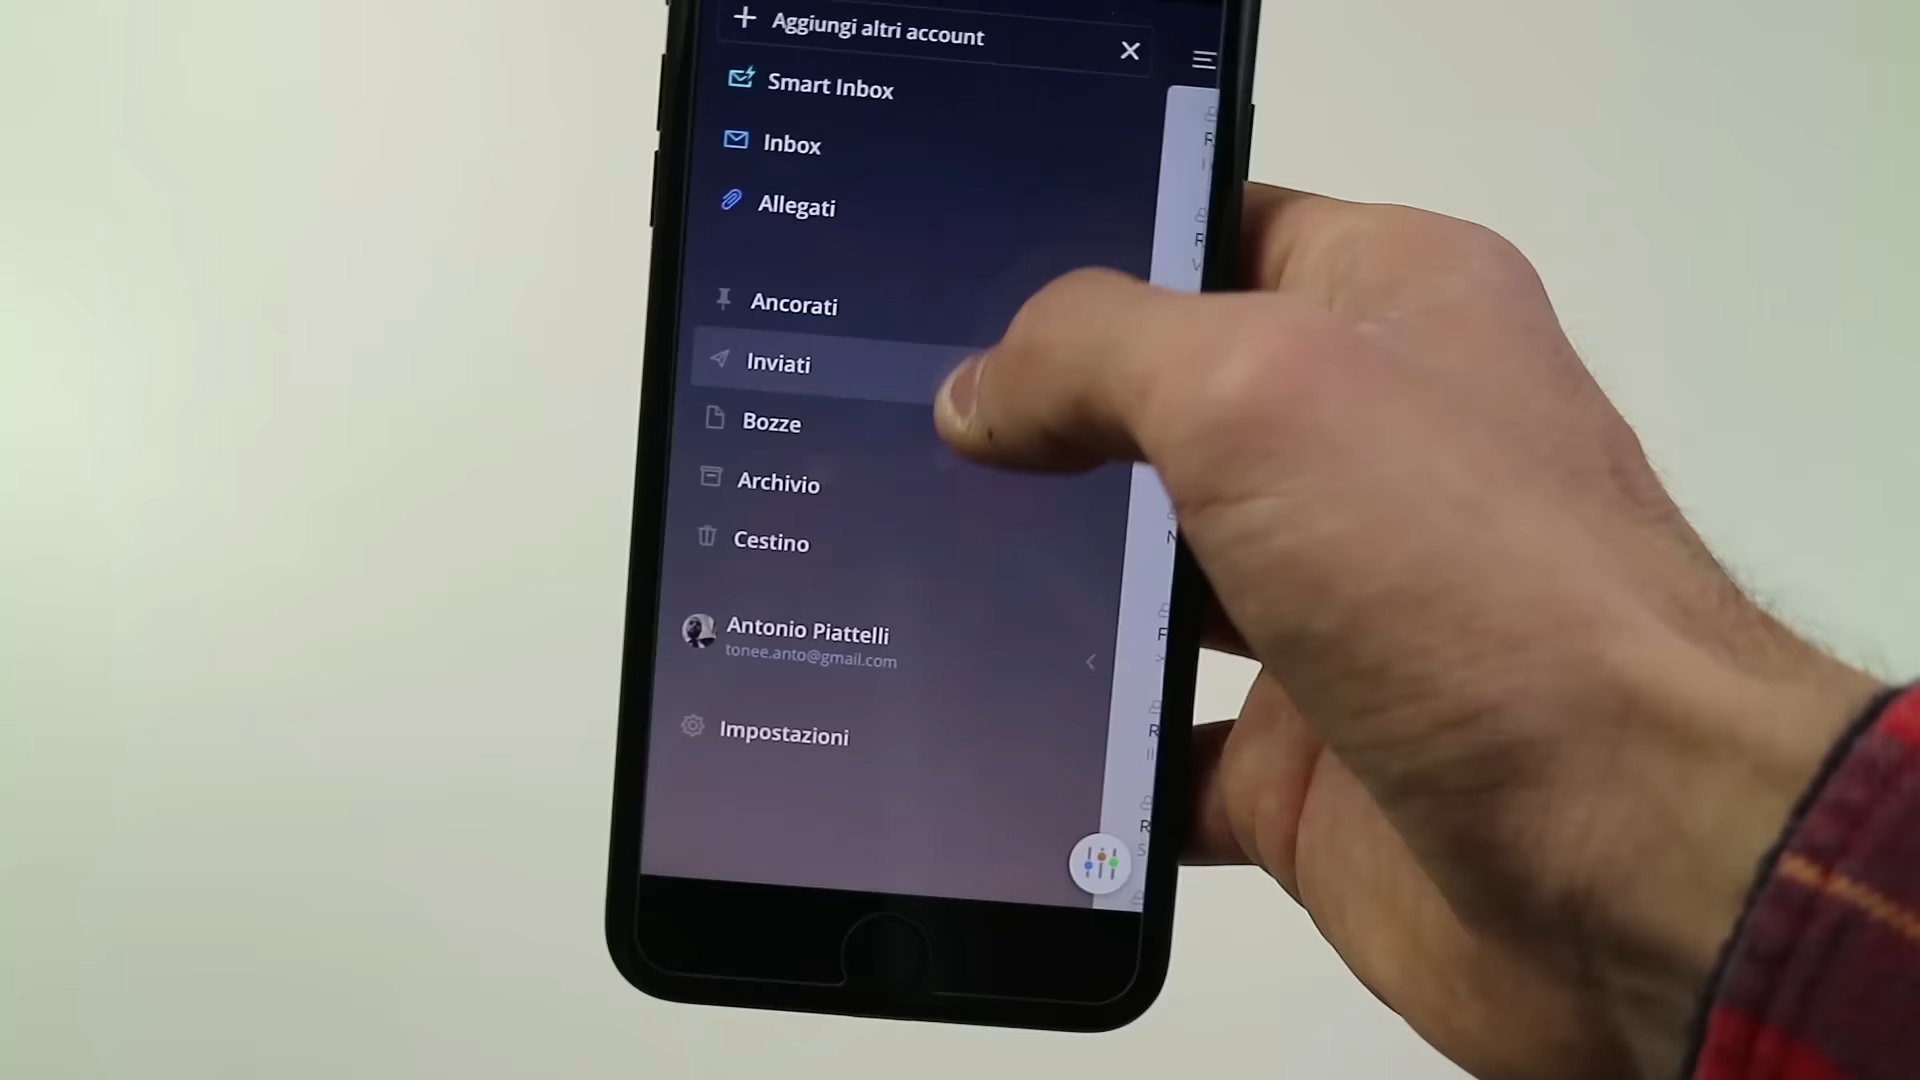 Aggiungi altri account
Smart Inbox
Inbox
Allegati
Ancorati
Inviati
Bozze
Archivio
Cestino
Antonio Piattelli
tonee.anto@gmail.com
Impostazioni